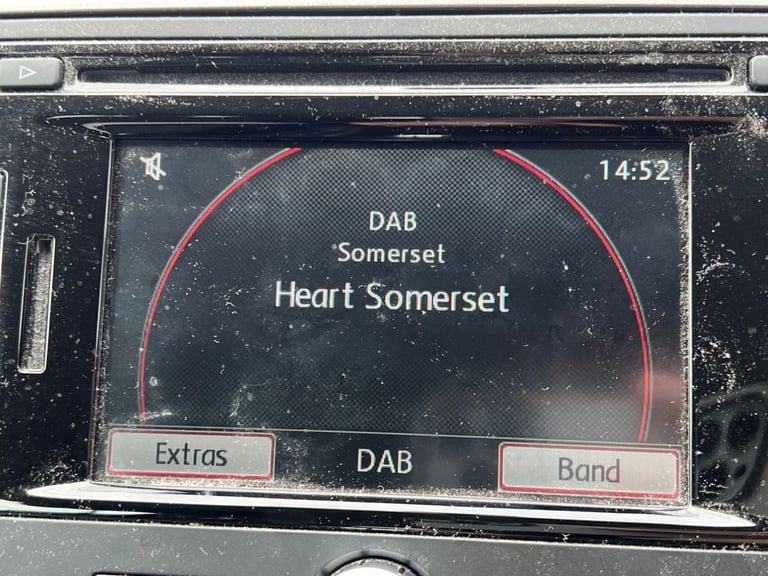 14:52
DAB
Somerset
Heart Somerset
Extras DAB Band